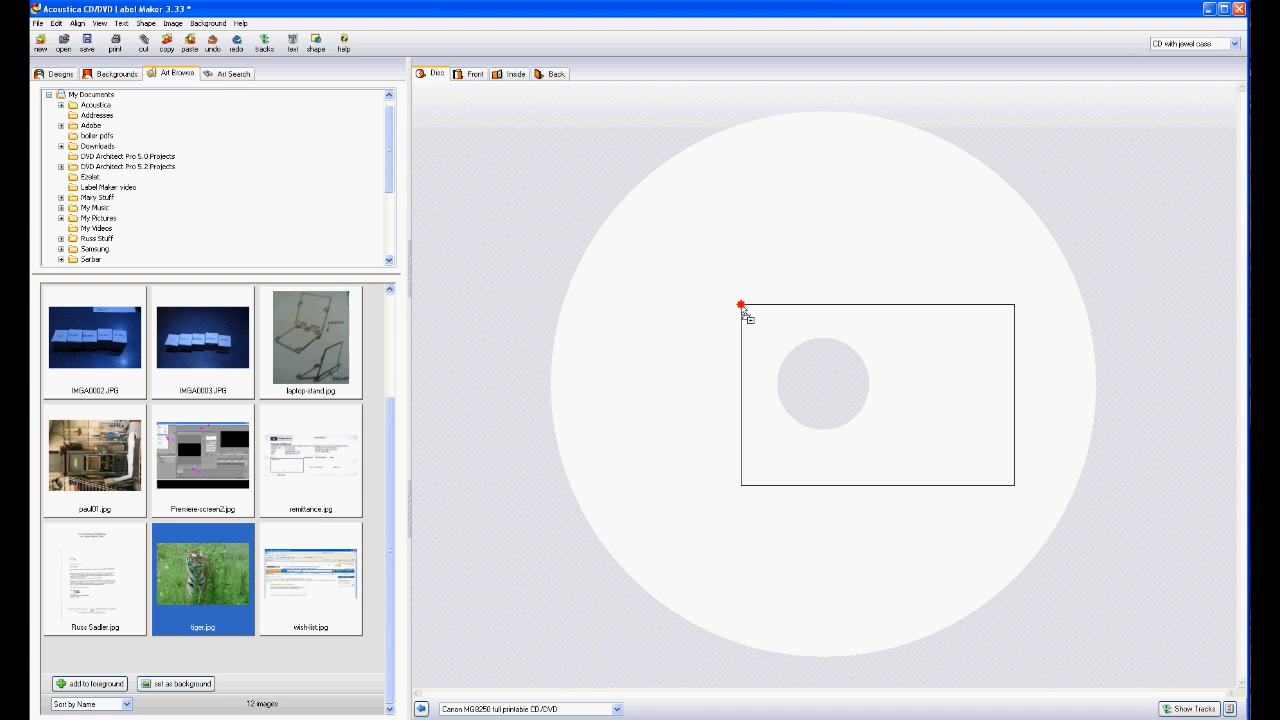 Acoustica CD/DVD Label Maker 3.33 *
File Edit Align View Text Shape Image Background Help
new open save print cut copy paste undo redo tracks text shape help
CD with jewel case
Designs Backgrounds Art Browse Art Search
Disc Front Inside
My Documents
Acoustica
Addresses
Adobe
boiler pdfs
Downloads
DVD Architect Pro 5.0 Projects
DVD Architect Pro 5.2 Projects
Ezalet
Label Maker video
Mary Stuff
My Music
My Pictures
My Videos
Russ Stuff
Samsung
Sarbar
IMGA0002.JPG IMGA0003.JPG laptop-stand.jpg
paul01.jpg Premiere-screen2.jpg remittance.jpg
Russ Sadler.jpg tiger.jpg wish-list.jpg
add to foreground set as background
Sort by Name 12 images
Canon MG8250 full printable CD/DVD
Show Tracks